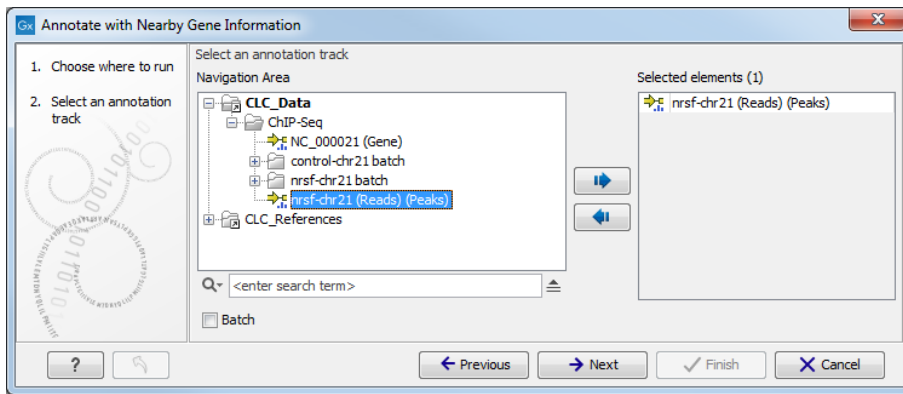 Gx Annotate with Nearby Gene Information
1. Choose where to run
2. Select an annotation
track
Select an annotation track
Navigation Area
CLC_Data
ChIP-Seq
NC_000021 (Gene)
control-chr21 batch
nrsf-chr21 batch
nrsf-chr21 (Reads) (Peaks)
CLC_References
<enter search term>
Batch
Selected elements (1)
nrsf-chr21 (Reads) (Peaks)
?
Previous
Next
Finish
Cancel